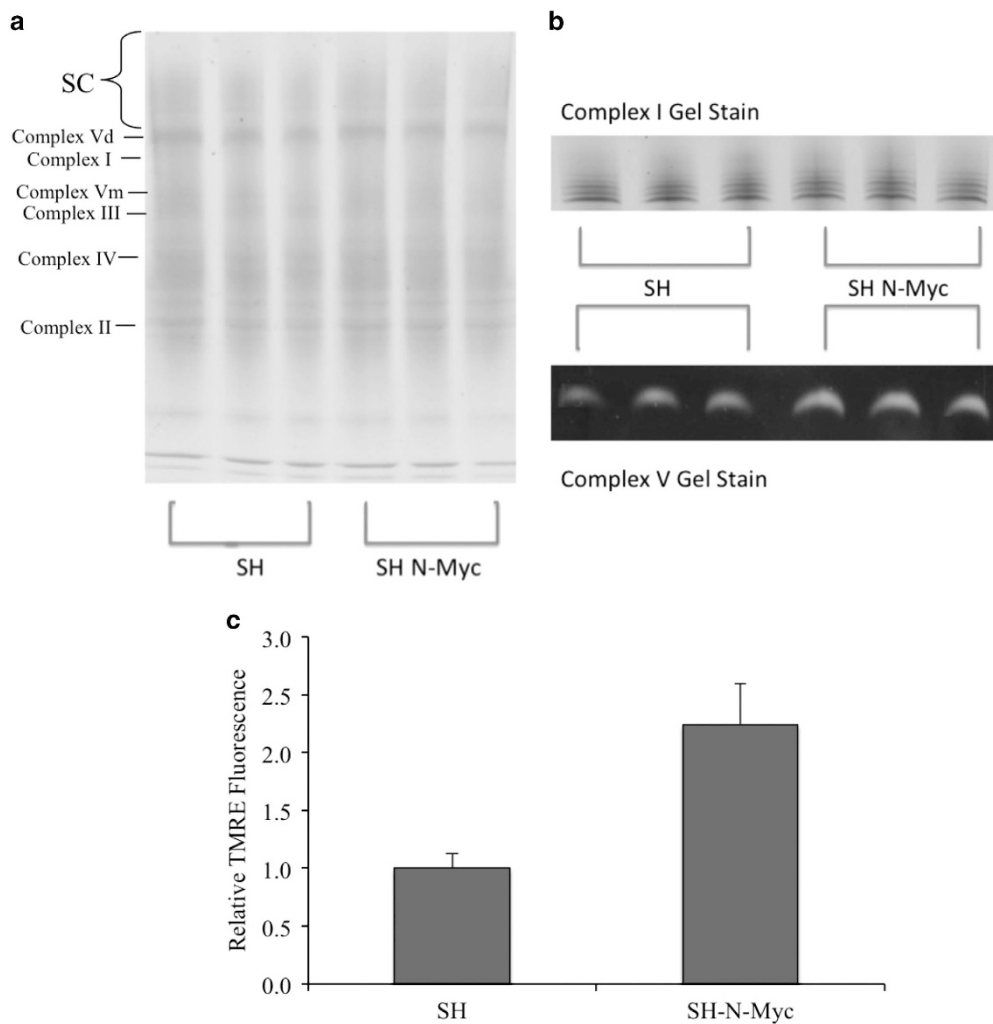 a
SC
Complex Vd
Complex I
Complex Vm
Complex III
Complex IV
Complex II
SH SH N-Myc
b
Complex I Gel Stain
SH SH N-Myc
Complex V Gel Stain
c
Relative TMRE Fluorescence
3.0
2.5
2.0
1.5
1.0
0.5
0.0
SH SH-N-Myc